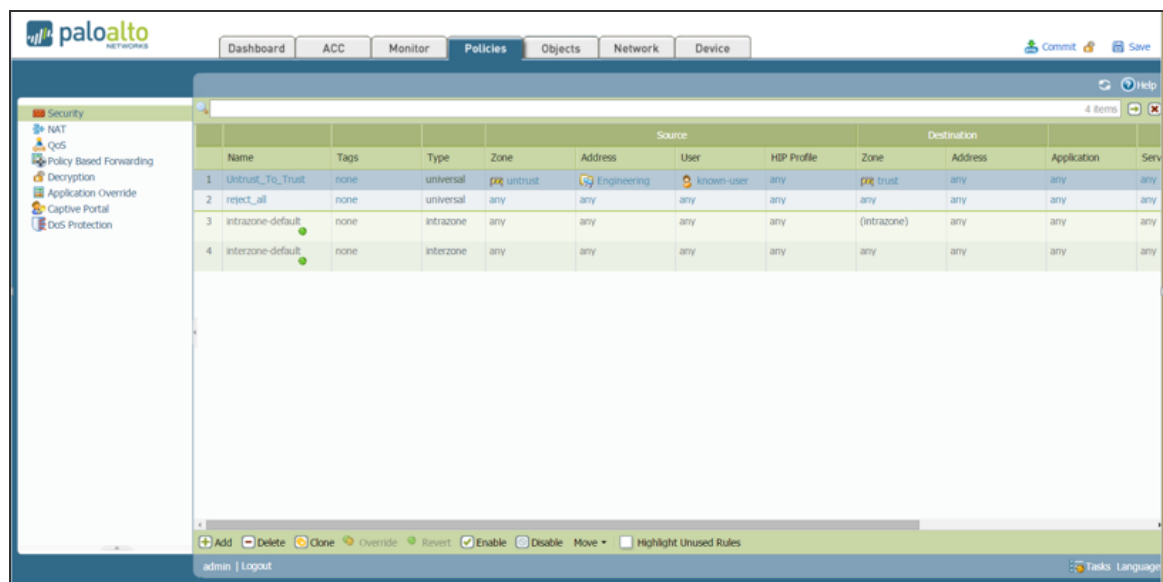 paloalto
NETWORKS
Dashboard ACC Monitor Policies Objects Network Device
Commit Save
Help
Security
NAT
QoS
Policy Based Forwarding
Decryption
Application Override
Captive Portal
DoS Protection
4 items
Source Destination
Name Tags Type Zone Address User HIP Profile Zone Address Application Serv
1 Untrust_To_Trust none universal untrust Engineering known-user any trust any any any
2 reject_all none universal any any any any any any any any
3 intrazone-default none intrazone any any any any (intrazone) any any any
4 interzone-default none interzone any any any any any any any any
Add Delete Clone Override Revert Enable Disable Move Highlight Unused Rules
admin | Logout
Tasks Language